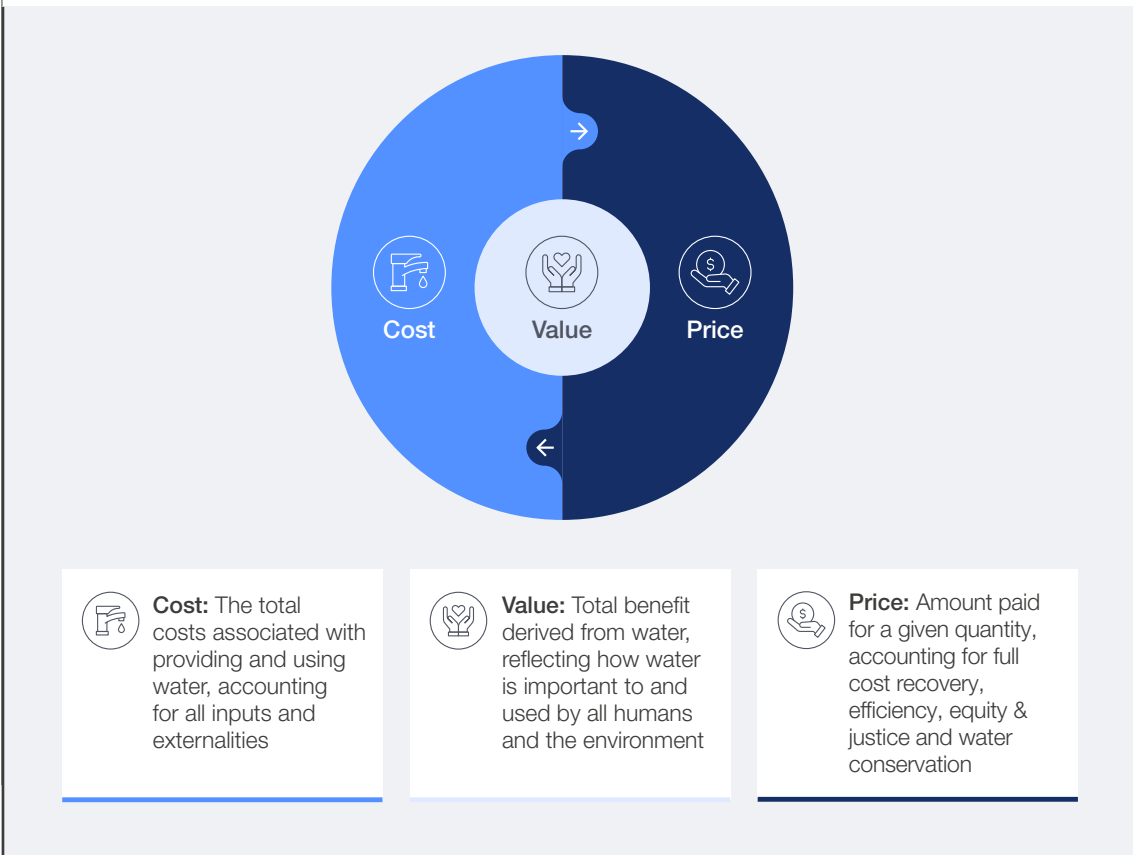 Cost
Value
Price
Cost: The total
costs associated with
providing and using
water, accounting
for all inputs and
externalities
Value: Total benefit
derived from water,
reflecting how water
is important to and
used by all humans
and the environment
Price: Amount paid
for a given quantity,
accounting for full
cost recovery,
efficiency, equity &
justice and water
conservation